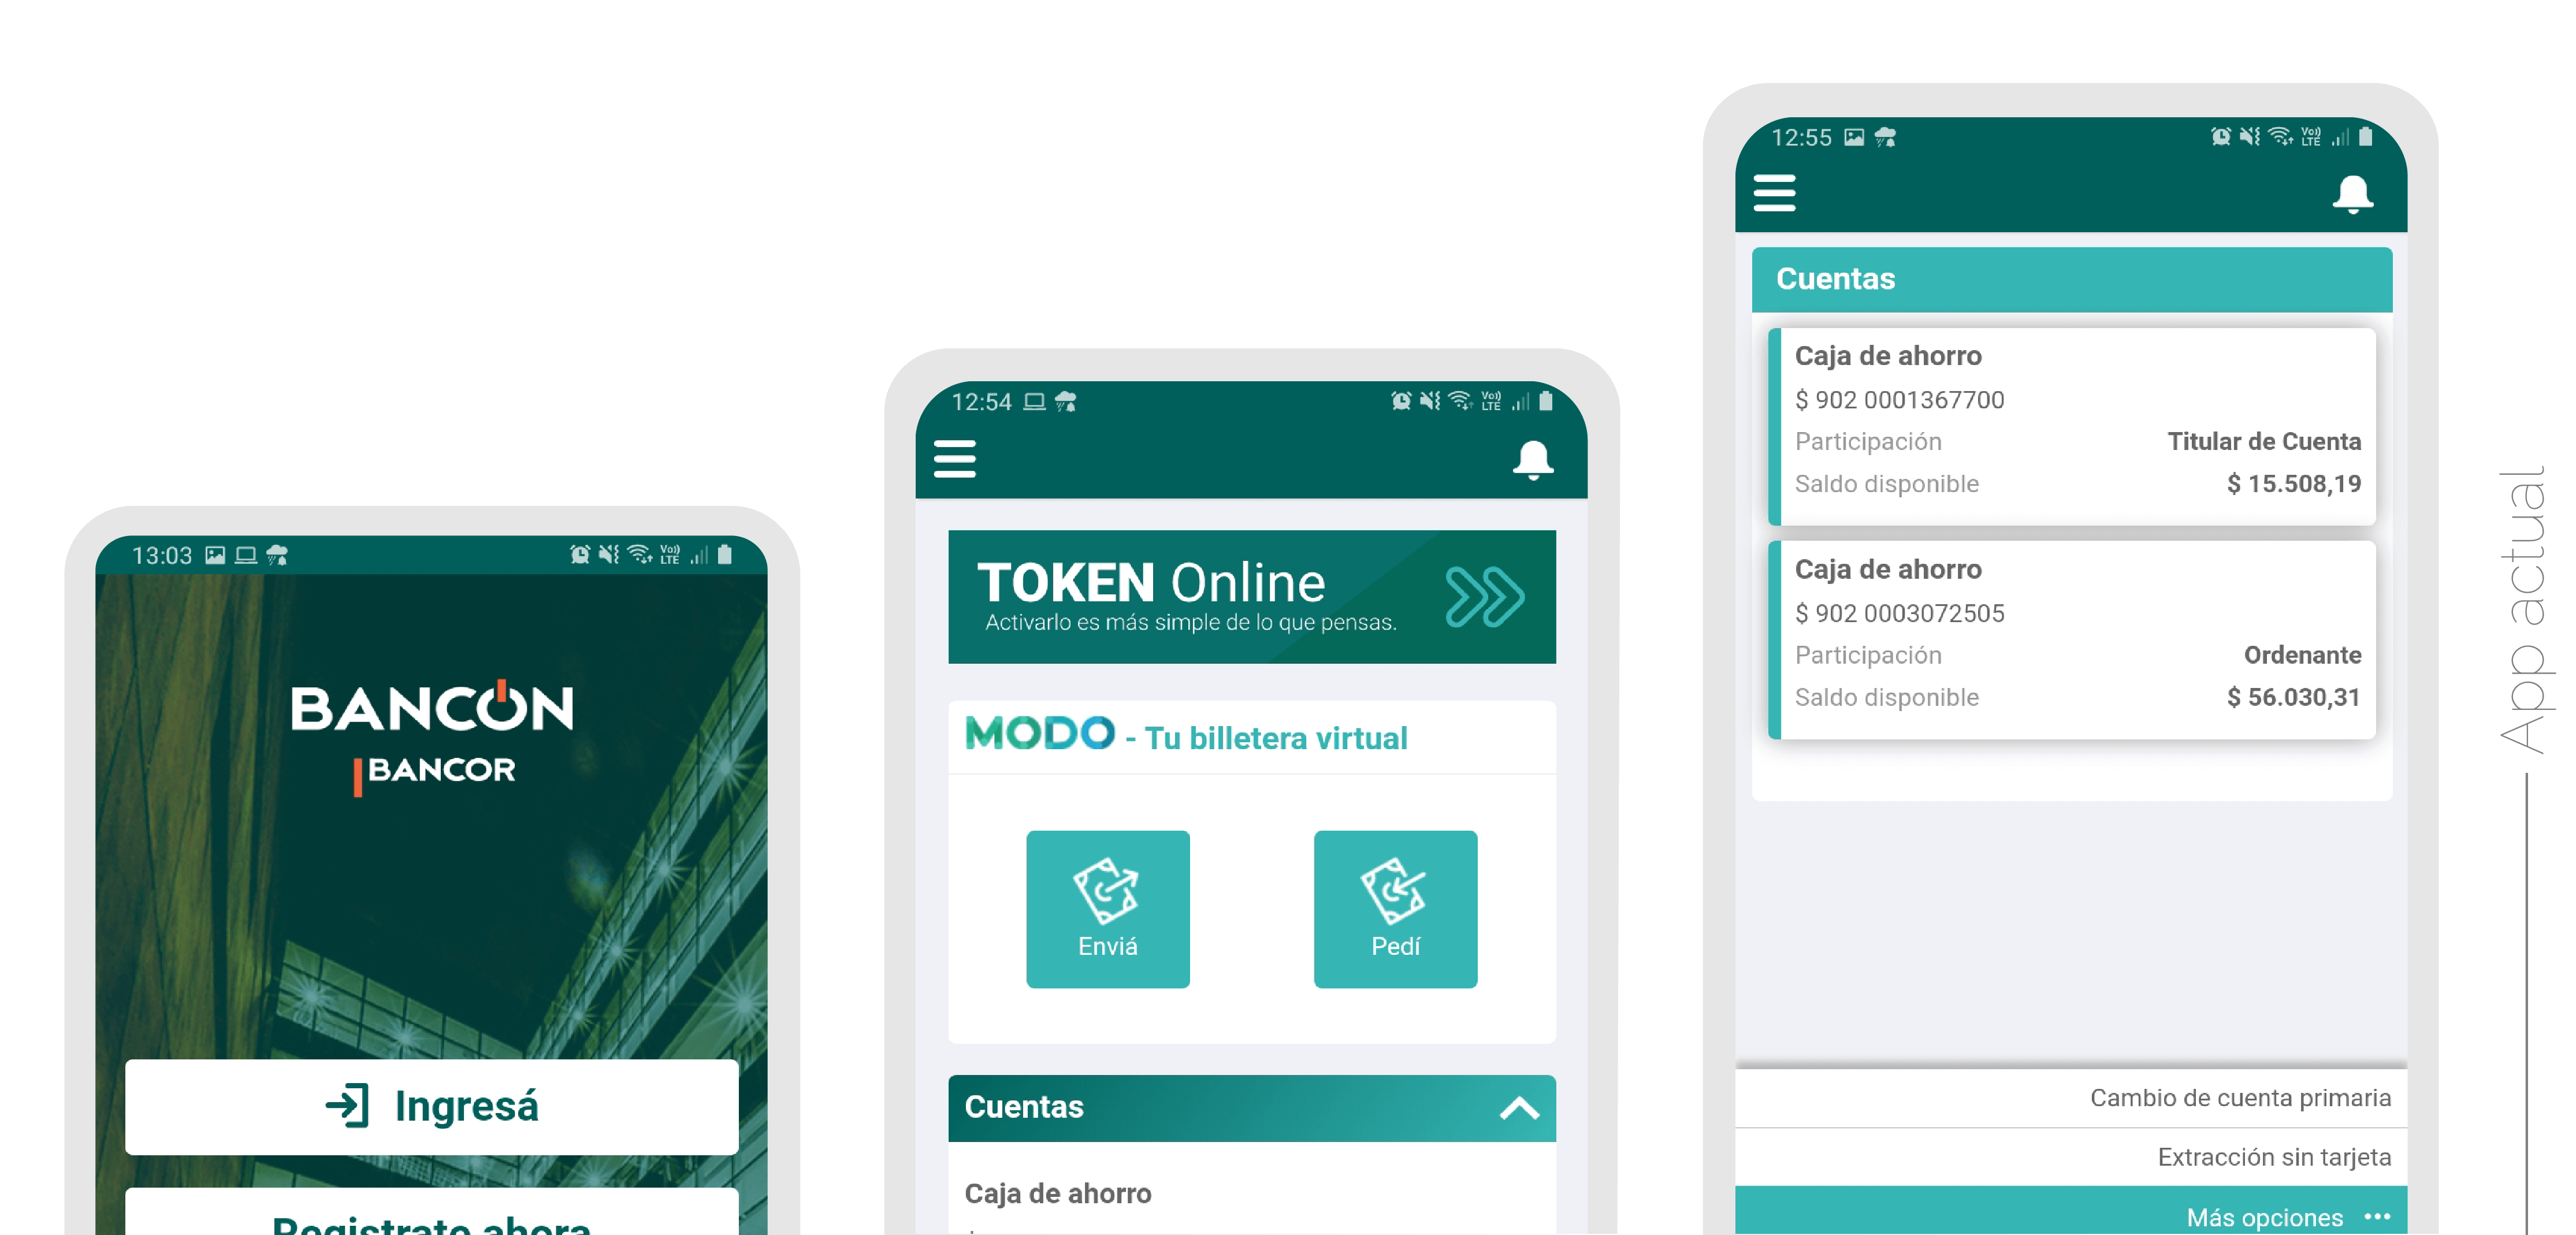 13:03
BANCÓN
BANCOR
Ingresá
Registrate ahora
12:54
TOKEN Online
Activarlo es más simple de lo que pensas.
MODO - Tu billetera virtual
Enviá
Pedí
Cuentas
Caja de ahorro
12:55
Cuentas
Caja de ahorro
$ 902 0001367700
Participación Titular de Cuenta
Saldo disponible $ 15.508,19
Caja de ahorro
$ 902 0003072505
Participación Ordenante
Saldo disponible $ 56.030,31
Cambio de cuenta primaria
Extracción sin tarjeta
Más opciones •••
App actual